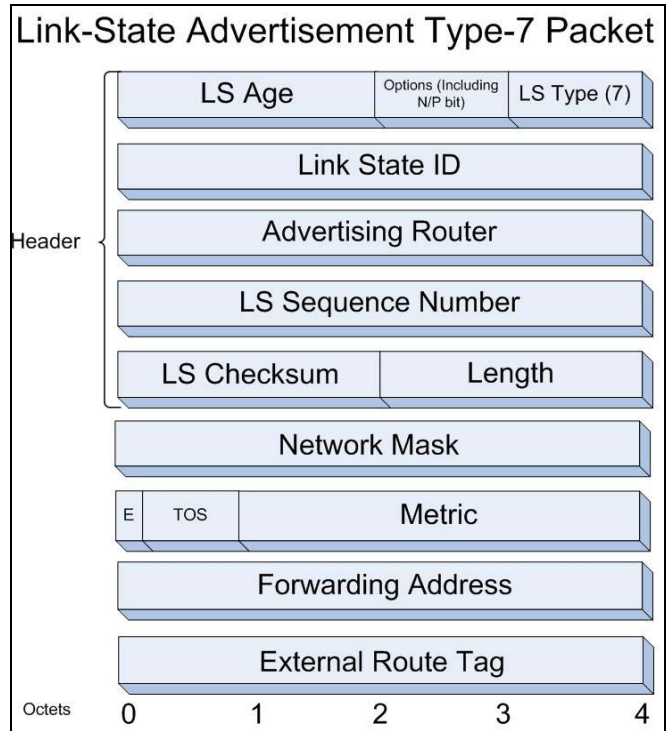 Link-State Advertisement Type-7 Packet
LS Age
Options (Including
N/P bit)
LS Type (7)
Link State ID
Advertising Router
Header
LS Sequence Number
LS Checksum
Length
Network Mask
E
TOS
Metric
Forwarding Address
External Route Tag
Octets 0 1 2 3 4